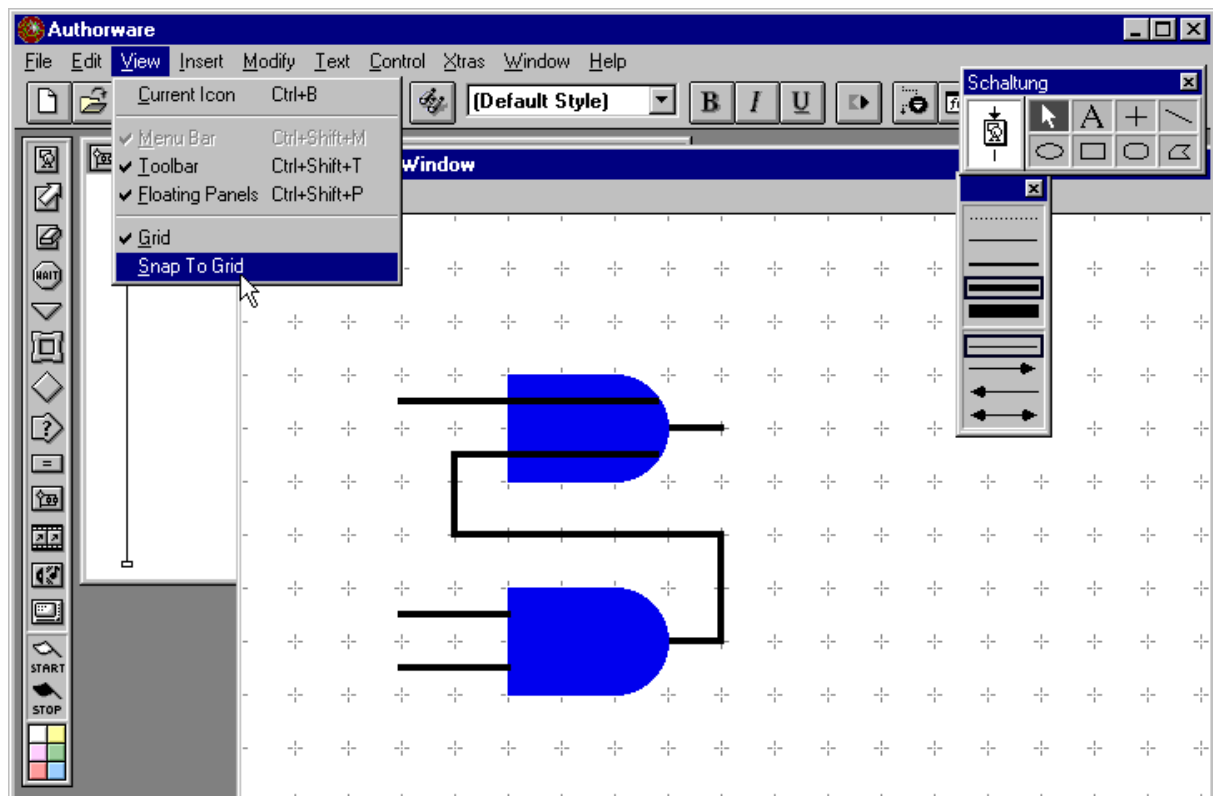 Authorware
File Edit View Insert Modify Text Control Xtras Window Help
(Default Style) B I U
Current Icon Ctrl+B
Menu Bar Ctrl+Shift+M
Toolbar Ctrl+Shift+T
Floating Panels Ctrl+Shift+P
Grid
Snap To Grid
Window
Schaltung
A
WAIT
?
=
START
STOP